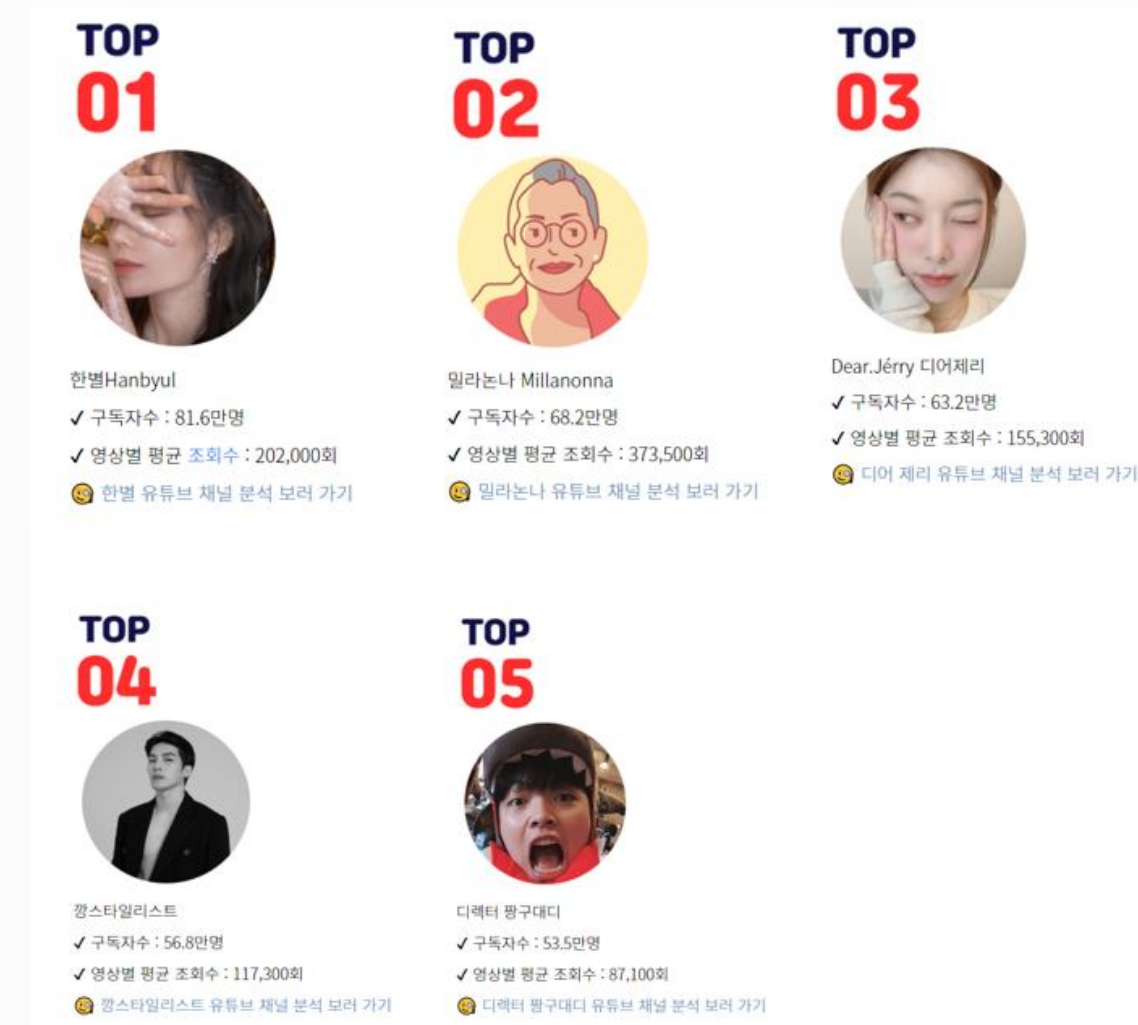 TOP
01
한별Hanbyul
✓ 구독자수 : 81.6만명
✓ 영상별 평균 조회수 : 202,000회
한별 유튜브 채널 분석 보러 가기
TOP
02
밀라논나 Millanonna
✓ 구독자수 : 68.2만명
✓ 영상별 평균 조회수 : 373,500회
밀라논나 유튜브 채널 분석 보러 가기
TOP
03
Dear.Jérry 디어제리
✓ 구독자수 : 63.2만명
✓ 영상별 평균 조회수 : 155,300회
디어 제리 유튜브 채널 분석 보러 가기
TOP
04
깡스타일리스트
✓ 구독자수 : 56.8만명
✓ 영상별 평균 조회수 : 117,300회
깡스타일리스트 유튜브 채널 분석 보러 가기
TOP
05
디렉터 짱구대디
✓ 구독자수 : 53.5만명
✓ 영상별 평균 조회수 : 87,100회
디렉터 짱구대디 유튜브 채널 분석 보러 가기